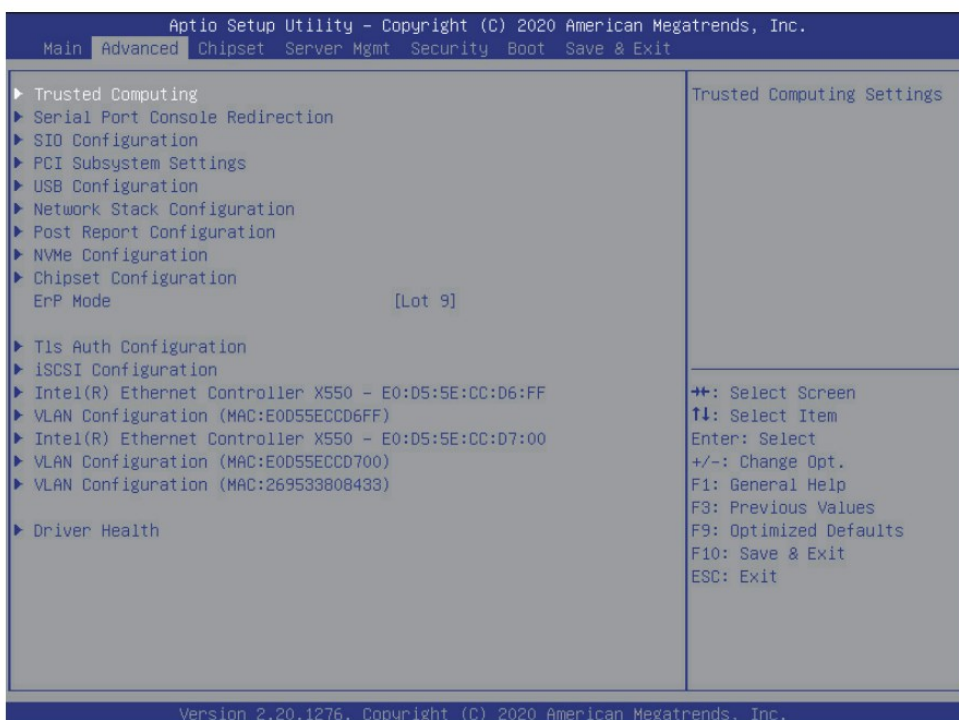 Aptio Setup Utility – Copyright (C) 2020 American Megatrends, Inc.
Main Advanced Chipset Server Mgmt Security Boot Save & Exit
▶ Trusted Computing
▶ Serial Port Console Redirection
▶ SIO Configuration
▶ PCI Subsystem Settings
▶ USB Configuration
▶ Network Stack Configuration
▶ Post Report Configuration
▶ NVMe Configuration
▶ Chipset Configuration
ErP Mode [Lot 9]
▶ Tls Auth Configuration
▶ iSCSI Configuration
▶ Intel(R) Ethernet Controller X550 – E0:D5:5E:CC:D6:FF
▶ VLAN Configuration (MAC:E0D55ECCD6FF)
▶ Intel(R) Ethernet Controller X550 – E0:D5:5E:CC:D7:00
▶ VLAN Configuration (MAC:E0D55ECCD700)
▶ VLAN Configuration (MAC:269533808433)
▶ Driver Health
Trusted Computing Settings
→←: Select Screen
↑↓: Select Item
Enter: Select
+/-: Change Opt.
F1: General Help
F3: Previous Values
F9: Optimized Defaults
F10: Save & Exit
ESC: Exit
Version 2.20.1276. Copyright (C) 2020 American Megatrends, Inc.